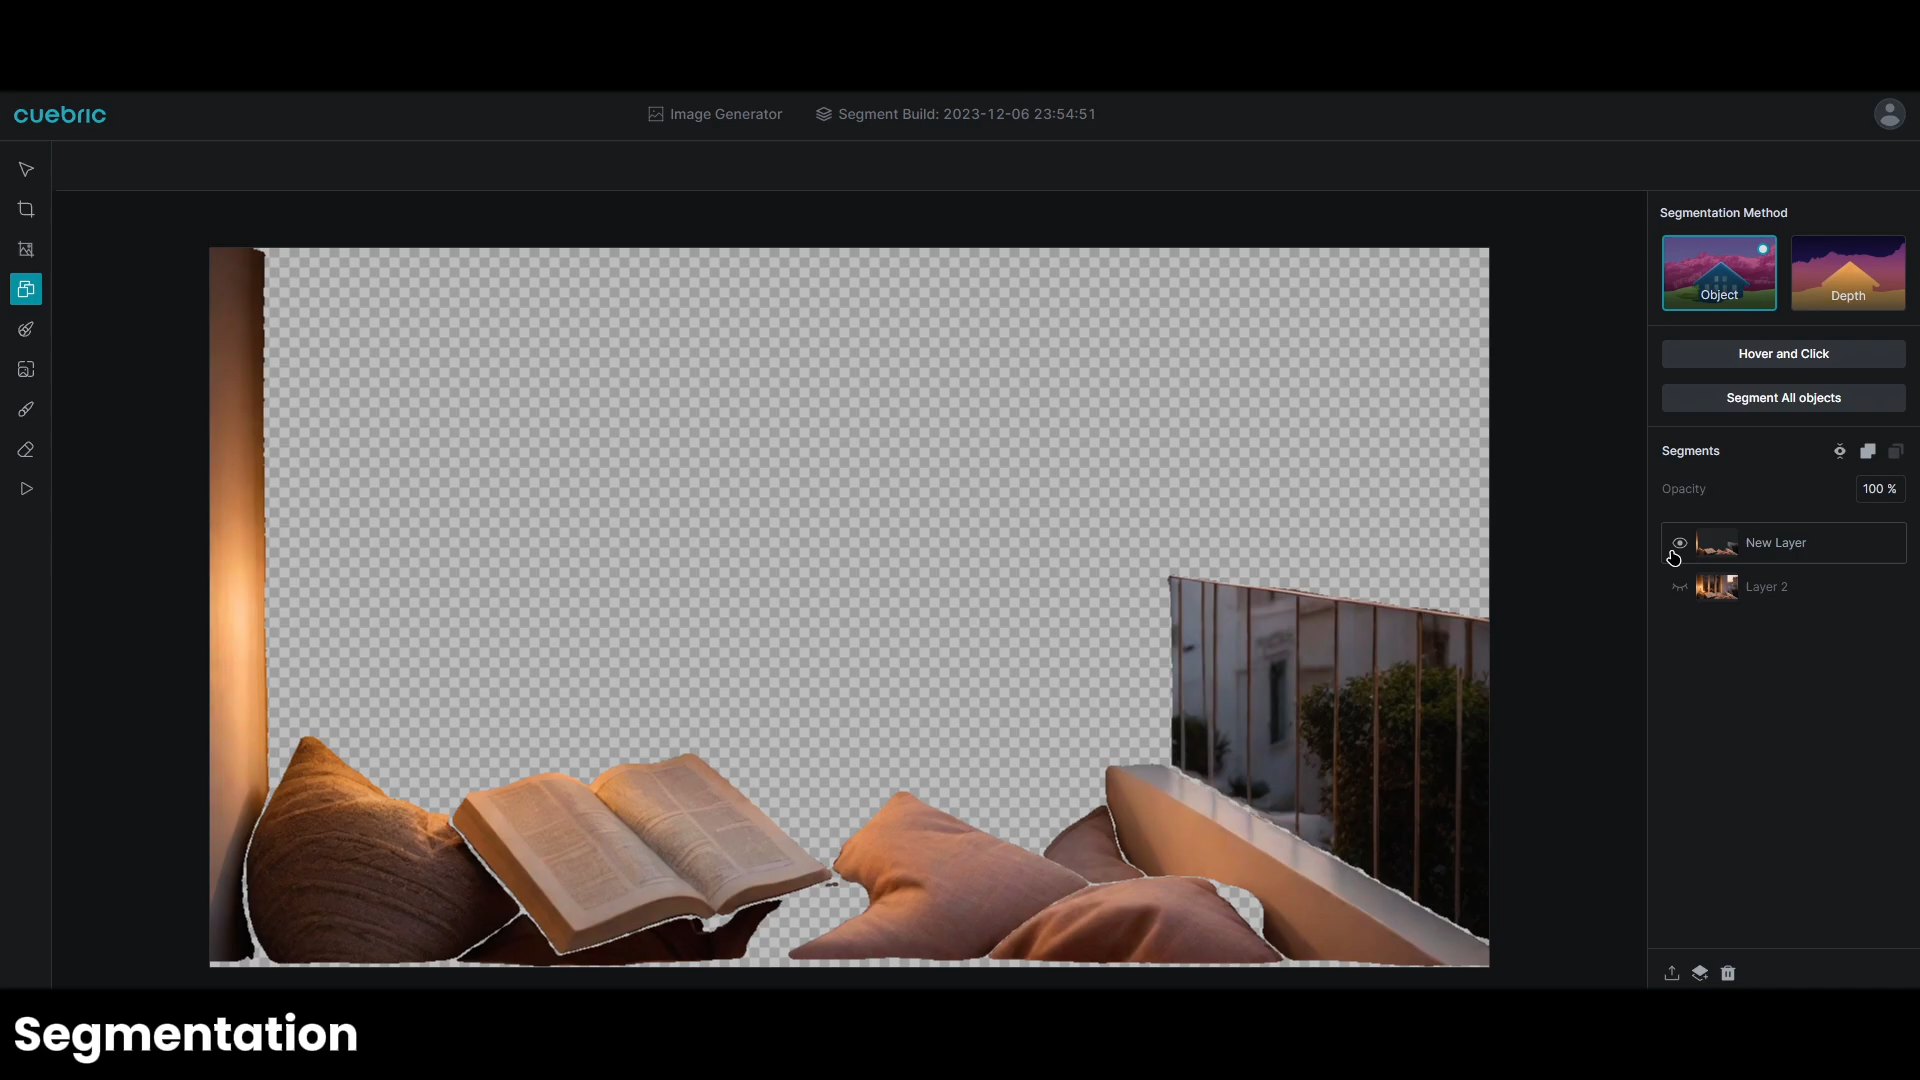 cuebric
Image Generator
Segment Build: 2023-12-06 23:54:51
Segmentation Method
Object
Depth
Hover and Click
Segment All objects
Segments
Opacity
100 %
New Layer
Layer 2
Segmentation